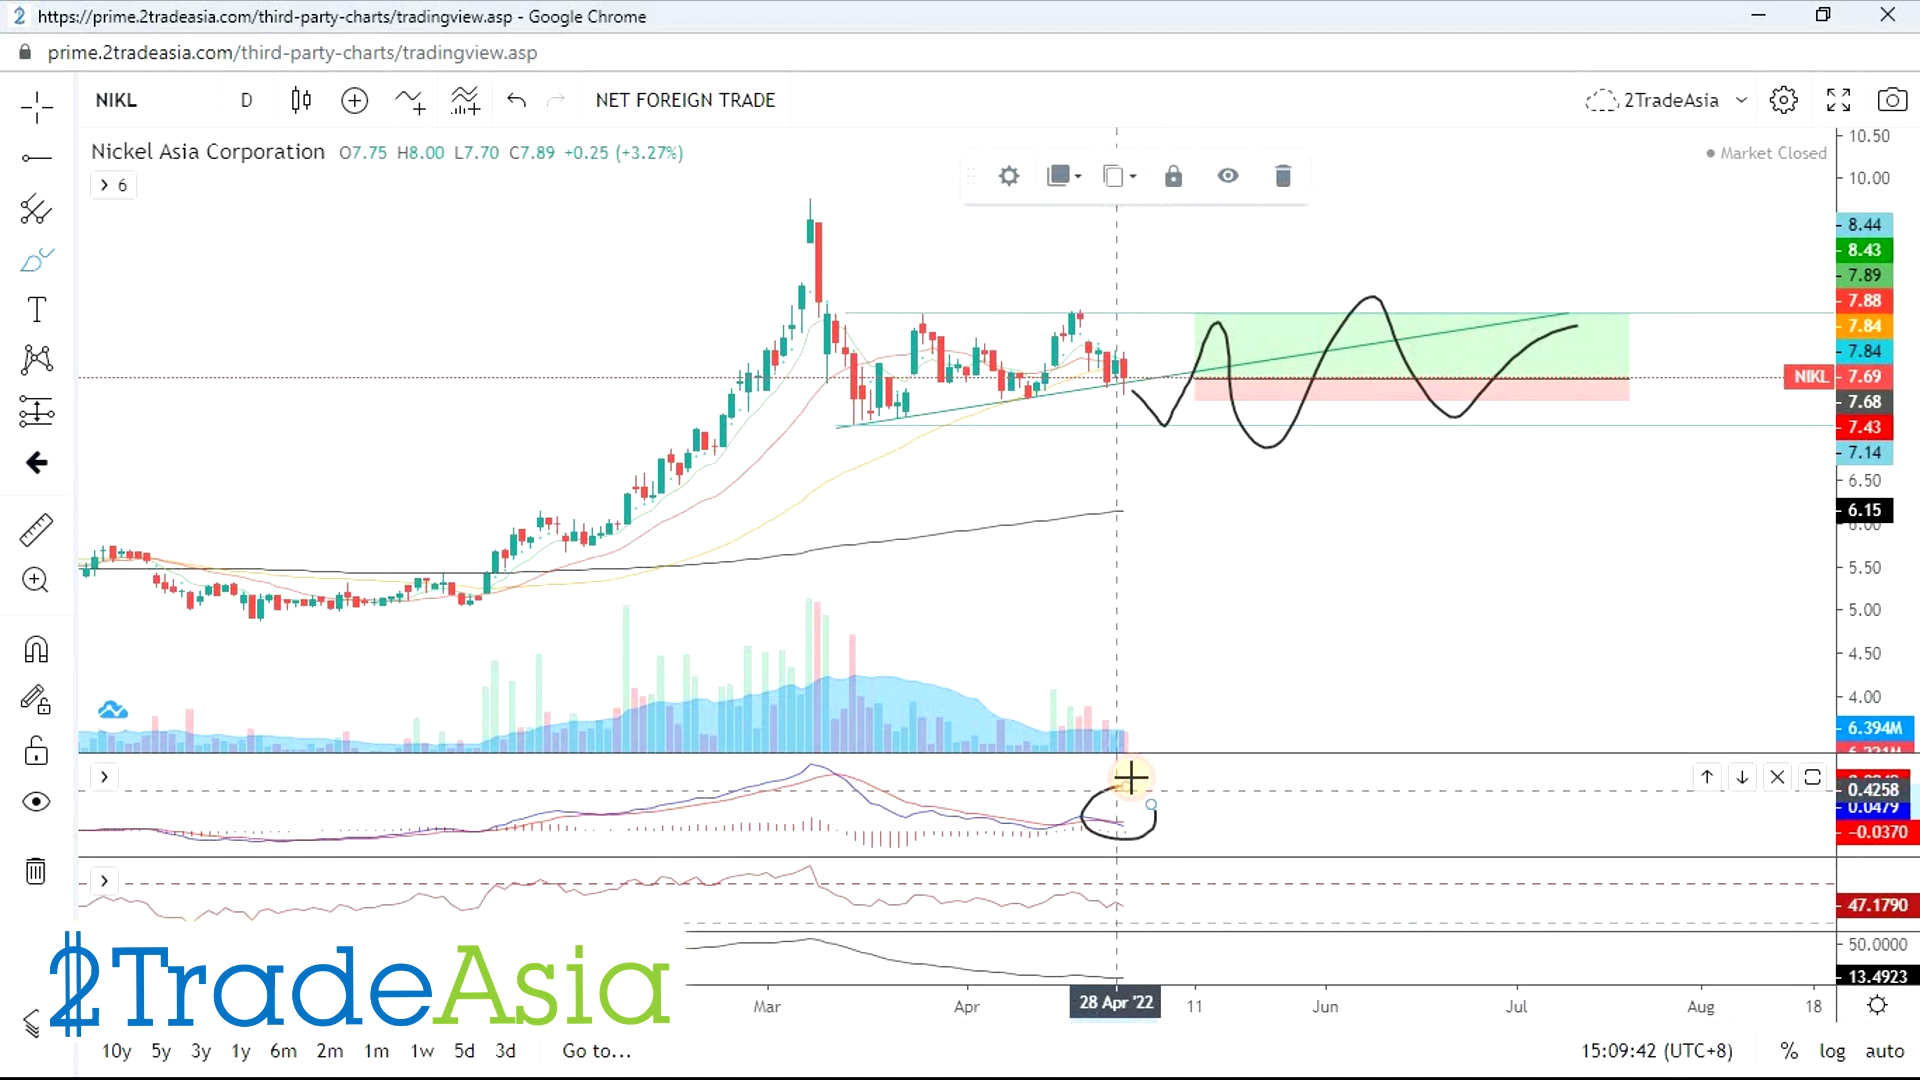 https://prime.2tradeasia.com/third-party-charts/tradingview.asp - Google Chrome
prime.2tradeasia.com/third-party-charts/tradingview.asp
NIKL D NET FOREIGN TRADE 2TradeAsia
Nickel Asia Corporation O7.75 H8.00 L7.70 C7.89 +0.25 (+3.27%)
Market Closed
6
10.50
10.00
8.44
8.43
7.89
7.88
7.84
7.84
NIKL 7.69
7.68
7.43
7.14
6.50
6.15
5.50
5.00
4.50
4.00
6.394M
0.4258
0.0479
-0.0370
47.1790
50.0000
13.4923
2TradeAsia
Mar Apr 28 Apr '22 11 Jun Jul Aug 18
10y 5y 3y 1y 6m 2m 1m 1w 5d 3d Go to... 15:09:42 (UTC+8) % log auto